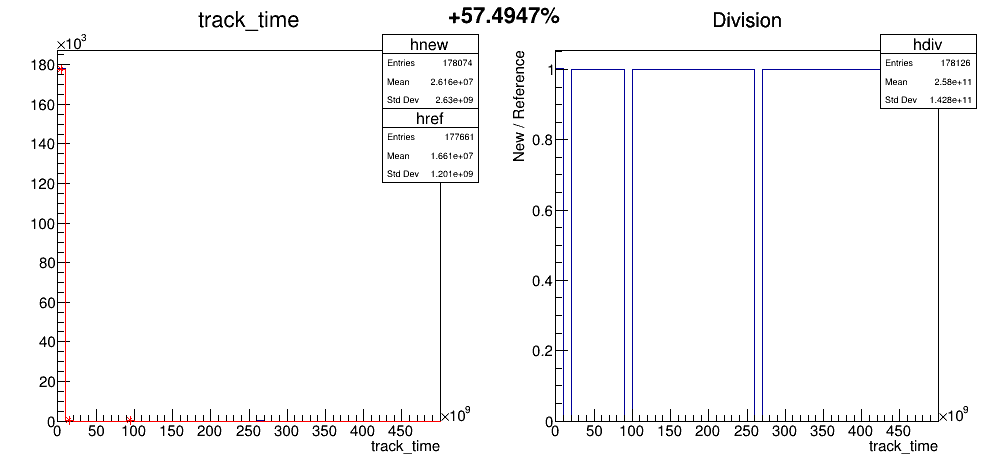 +57.4947%
track_time
×10³
180
160
140
120
100
80
60
40
20
0
0 50 100 150 200 250 300 350 400 450
×10⁹
track_time
hnew
Entries 178074
Mean 2.616e+07
Std Dev 2.63e+09
href
Entries 177661
Mean 1.661e+07
Std Dev 1.201e+09
Division
New / Reference
1
0.8
0.6
0.4
0.2
0
0 50 100 150 200 250 300 350 400 450
×10⁹
track_time
hdiv
Entries 178126
Mean 2.58e+11
Std Dev 1.428e+11